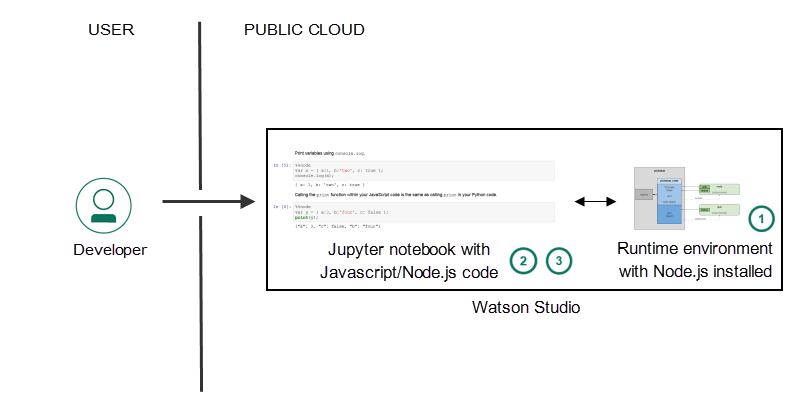 USER
PUBLIC CLOUD
Print variables using console.log.
In [5]: %%node
var x = { a:1, b:'two', c: true };
console.log(x);
{ a: 1, b: 'two', c: true }
Calling the print function within your JavaScript code is the same as calling print in your Python code.
In [6]: %%node
var y = { a:3, b:'four', c: false };
print(y);
{"a": 3, "c": false, "b": "four"}
1
Developer
Jupyter notebook with
Javascript/Node.js code
2
3
Runtime environment
with Node.js installed
Watson Studio